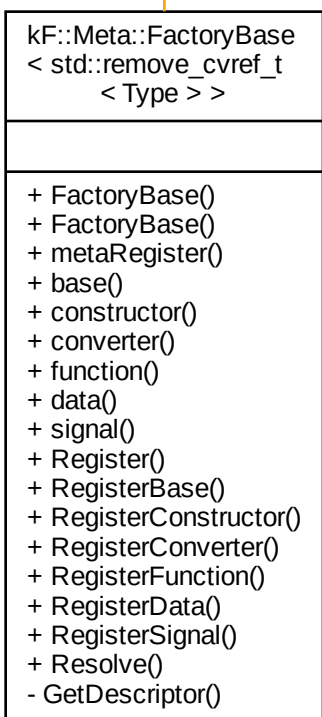 kF::Meta::FactoryBase
< std::remove_cvref_t
< Type > >
+ FactoryBase()
+ FactoryBase()
+ metaRegister()
+ base()
+ constructor()
+ converter()
+ function()
+ data()
+ signal()
+ Register()
+ RegisterBase()
+ RegisterConstructor()
+ RegisterConverter()
+ RegisterFunction()
+ RegisterData()
+ RegisterSignal()
+ Resolve()
- GetDescriptor()